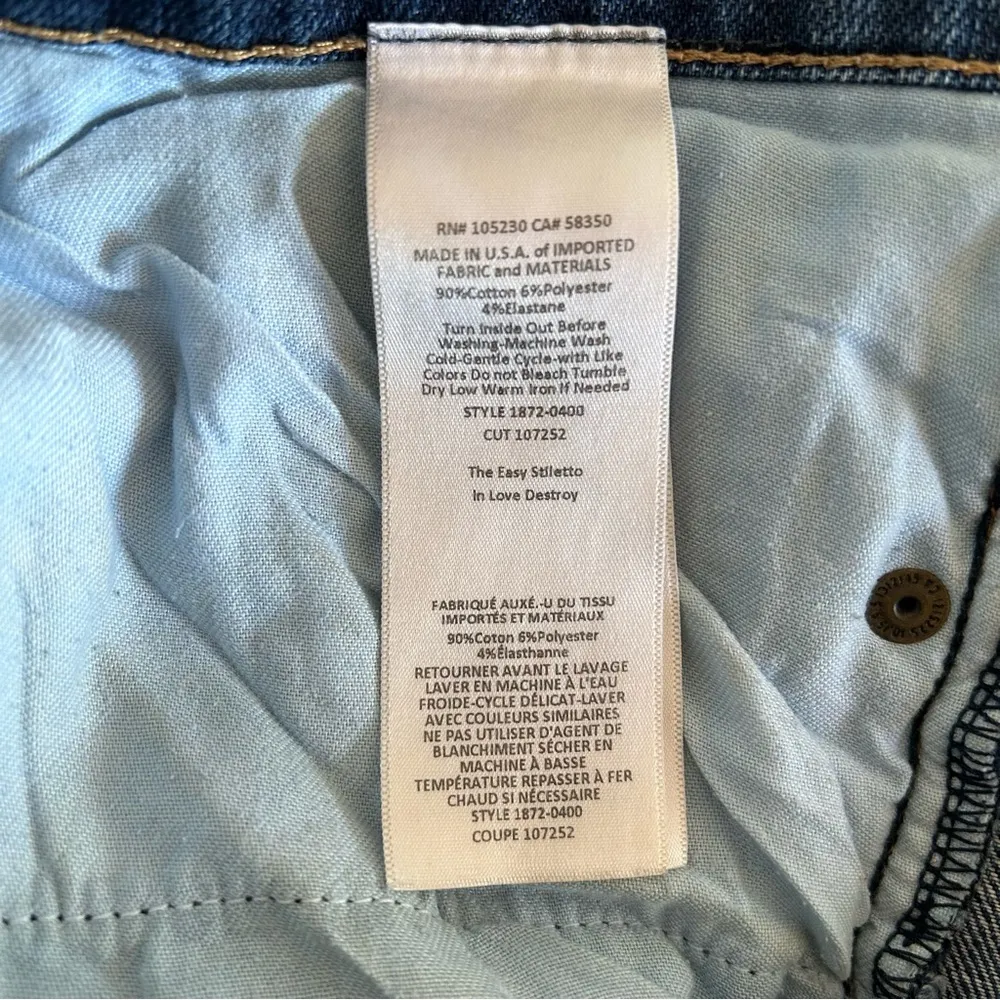 RN# 105230 CA# 58350
MADE IN U.S.A. of IMPORTED
FABRIC and MATERIALS
90%Cotton 6%Polyester
4%Elastane
Turn Inside Out Before
Washing-Machine Wash
Cold-Gentle Cycle-with Like
Colors Do not Bleach Tumble
Dry Low Warm Iron If Needed
STYLE 1872-0400
CUT 107252
The Easy Stiletto
In Love Destroy
FABRIQUÉ AUXÉ.-U DU TISSU
IMPORTÉS ET MATÉRIAUX
90%Coton 6%Polyester
4%Élasthanne
RETOURNER AVANT LE LAVAGE
LAVER EN MACHINE À L'EAU
FROIDE-CYCLE DÉLICAT-LAVER
AVEC COULEURS SIMILAIRES
NE PAS UTILISER D'AGENT DE
BLANCHIMENT SÉCHER EN
MACHINE À BASSE
TEMPÉRATURE REPASSER À FER
CHAUD SI NÉCESSAIRE
STYLE 1872-0400
COUPE 107252